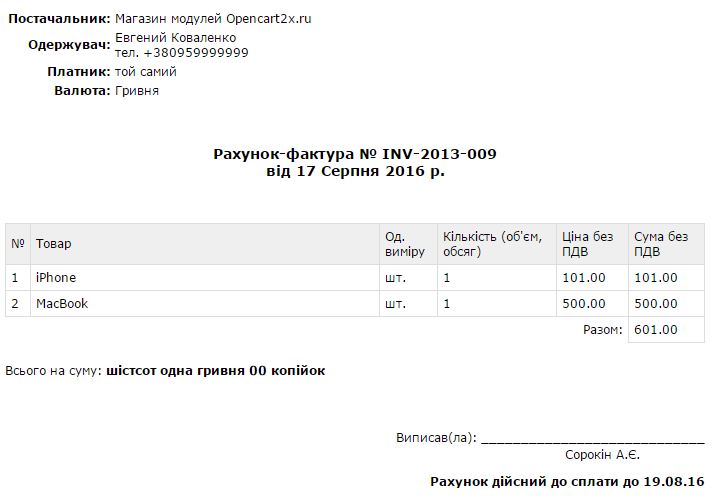 Постачальник: Магазин модулей Opencart2x.ru
Одержувач: Евгений Коваленко
тел. +380959999999
Платник: той самий
Валюта: Гривня
Рахунок-фактура № INV-2013-009
від 17 Серпня 2016 р.
№ Товар Од. виміру Кількість (об'єм, обсяг) Ціна без ПДВ Сума без ПДВ
1 iPhone шт. 1 101.00 101.00
2 MacBook шт. 1 500.00 500.00
Разом: 601.00
Всього на суму: шістсот одна гривня 00 копійок
Виписав(ла): ____________________________
Сорокін А.Є.
Рахунок дійсний до сплати до 19.08.16